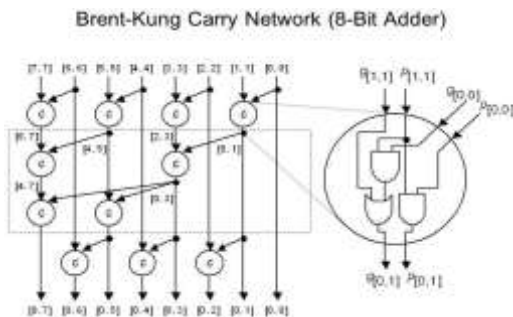 Brent-Kung Carry Network (8-Bit Adder)
[7,7] [6,6] [5,5] [4,4] [3,3] [2,2] [1,1] [0,0]
g[1,1] p[1,1]
g[0,0]
p[0,0]
c c c c
[6,7] [4,5] [2,3] [0,1]
c c
[4,7] [0,3]
c c
c c c
[0,7] [0,6] [0,5] [0,4] [0,3] [0,2] [0,1] [0,0]
g[0,1] p[0,1]